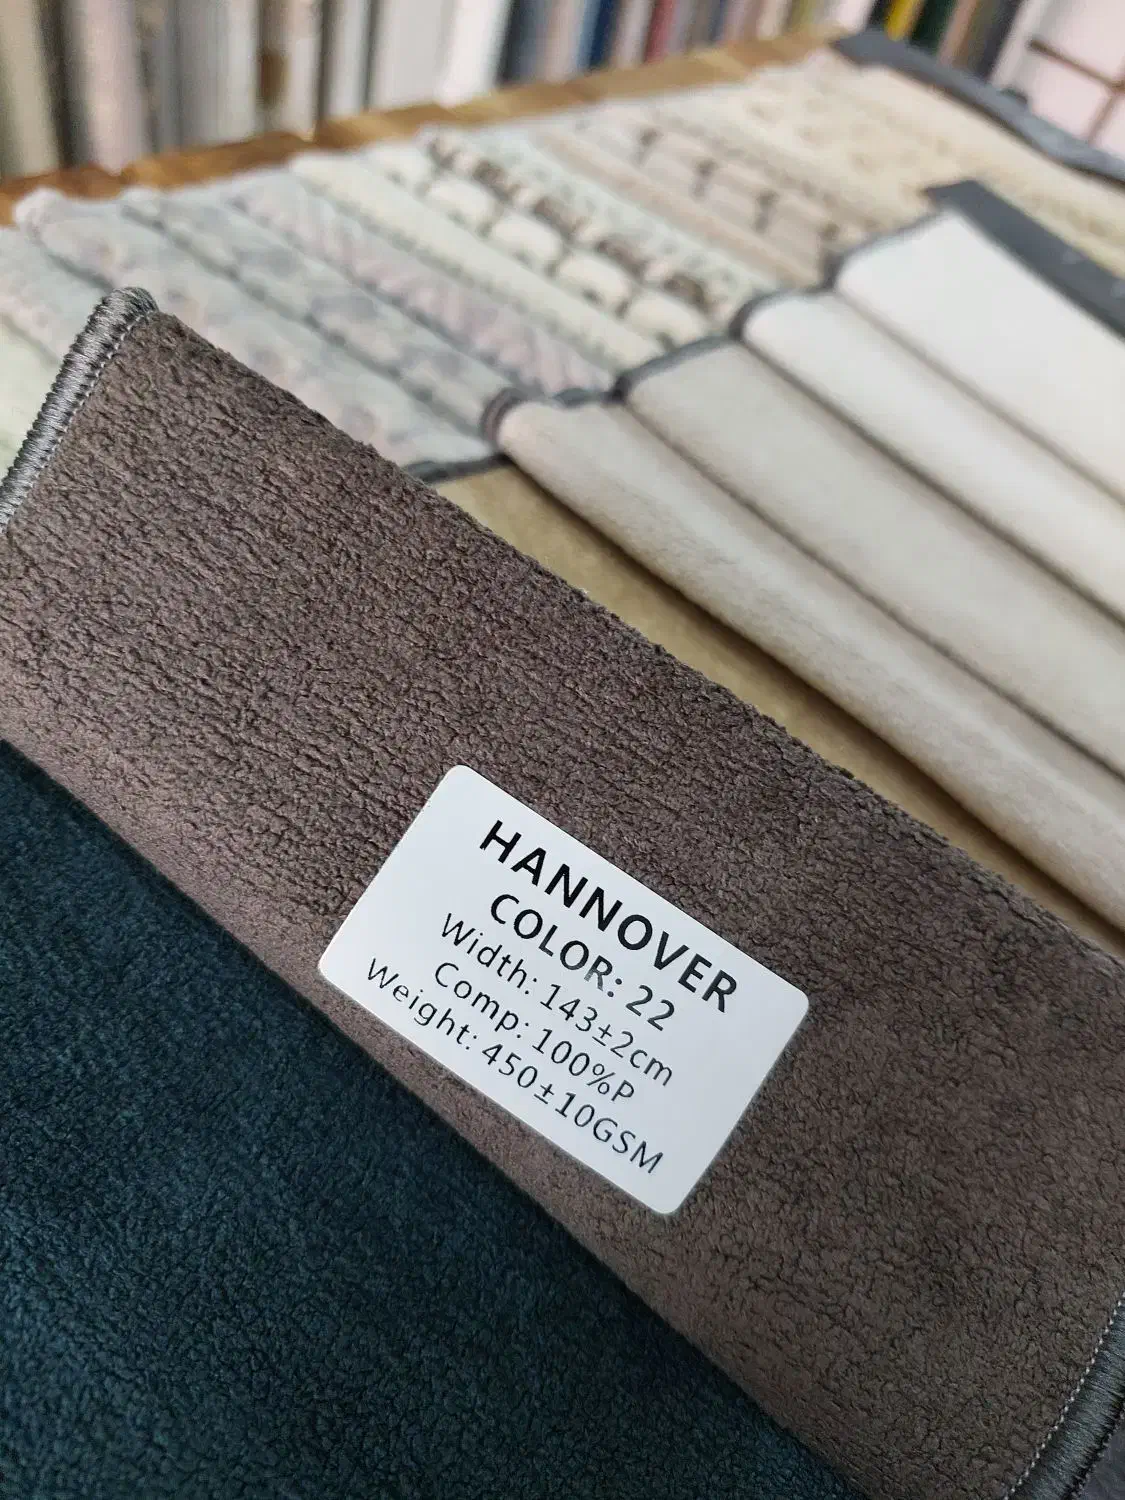 HANNOVER
COLOR: 22
Width: 143±2cm
Comp: 100%P
Weight: 450±10GSM